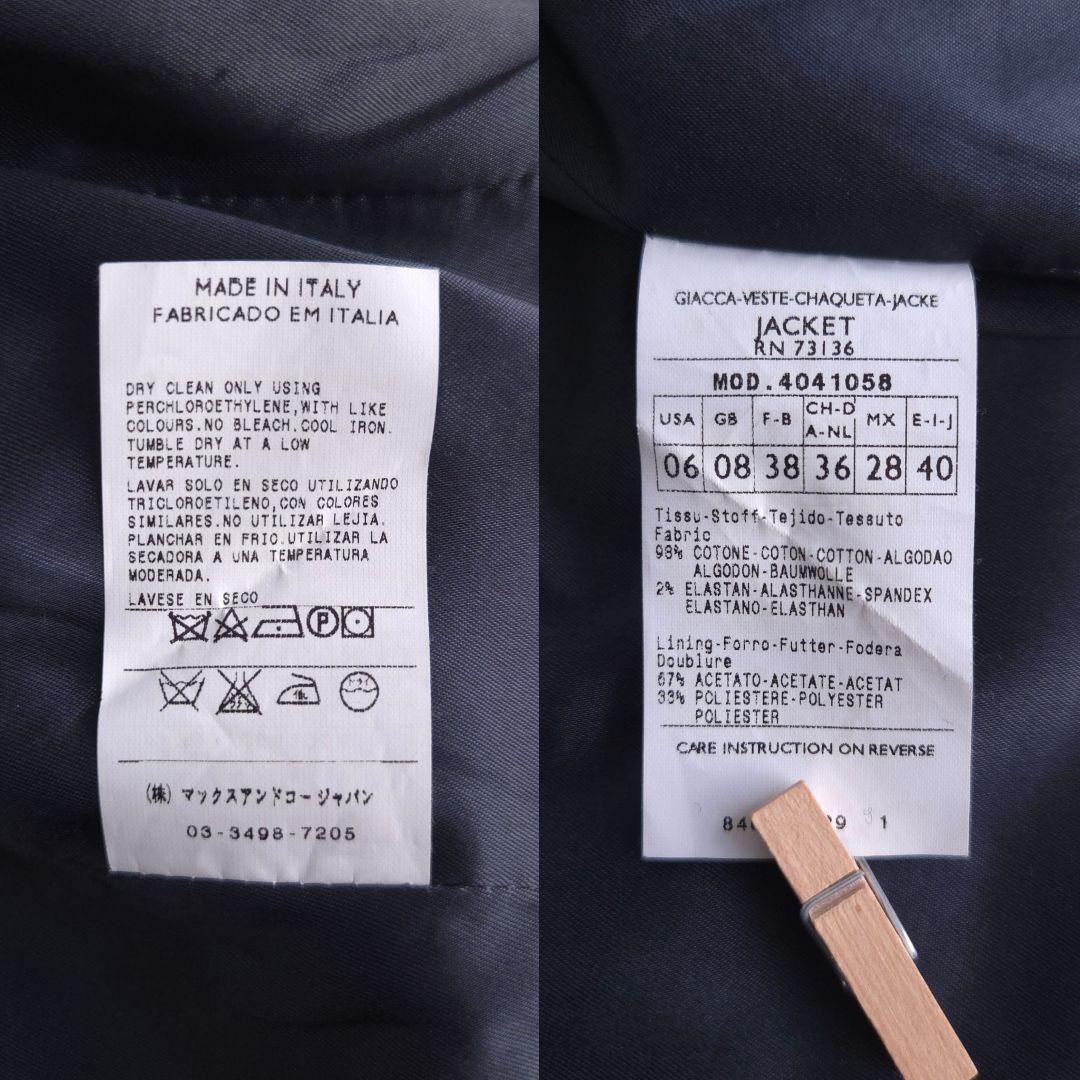 MADE IN ITALY
FABRICADO EM ITALIA
DRY CLEAN ONLY USING
PERCHLOROETHYLENE,WITH LIKE
COLOURS.NO BLEACH.COOL IRON.
TUMBLE DRY AT A LOW
TEMPERATURE.
LAVAR SOLO EN SECO UTILIZANDO
TRICLOROETILENO,CON COLORES
SIMILARES.NO UTILIZAR LEJIA.
PLANCHAR EN FRIO.UTILIZAR LA
SECADORA A UNA TEMPERATURA
MODERADA.
LAVESE EN SECO
P
(株) マックスアンドコージャパン
03-3498-7205
GIACCA-VESTE-CHAQUETA-JACKE
JACKET
RN 73136
MOD.4041058
USA GB F-B CH-D A-NL MX E-I-J
06 08 38 36 28 40
Tissu-Stoff-Tejido-Tessuto
Fabric
98% COTONE-COTON-COTTON-ALGODAO
ALGODON-BAUMWOLLE
2% ELASTAN-ALASTHANNE-SPANDEX
ELASTANO-ELASTHAN
Lining-Forro-Futter-Fodera
Doublure
67% ACETATO-ACETATE-ACETAT
33% POLIESTERE-POLYESTER
POLIESTER
CARE INSTRUCTION ON REVERSE